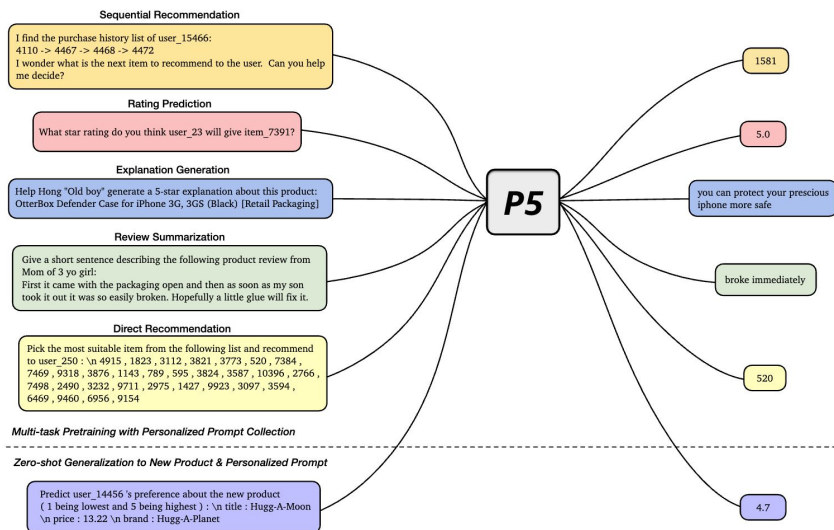 Sequential Recommendation
I find the purchase history list of user_15466:
4110 -> 4467 -> 4468 -> 4472
I wonder what is the next item to recommend to the user. Can you help
me decide?
1581
Rating Prediction
What star rating do you think user_23 will give item_7391?
5.0
Explanation Generation
Help Hong "Old boy" generate a 5-star explanation about this product:
OtterBox Defender Case for iPhone 3G, 3GS (Black) [Retail Packaging]
P5
you can protect your prescious
iphone more safe
Review Summarization
Give a short sentence describing the following product review from
Mom of 3 yo girl:
First it came with the packaging open and then as soon as my son
took it out it was so easily broken. Hopefully a little glue will fix it.
broke immediately
Direct Recommendation
Pick the most suitable item from the following list and recommend
to user_250 : \n 4915 , 1823 , 3112 , 3821 , 3773 , 520 , 7384 ,
7469 , 9318 , 3876 , 1143 , 789 , 595 , 3824 , 3587 , 10396 , 2766 ,
7498 , 2490 , 3232 , 9711 , 2975 , 1427 , 9923 , 3097 , 3594 ,
6469 , 9460 , 6956 , 9154
520
Multi-task Pretraining with Personalized Prompt Collection
Zero-shot Generalization to New Product & Personalized Prompt
Predict user_14456 's preference about the new product
( 1 being lowest and 5 being highest ) : \n title : Hugg-A-Moon
\n price : 13.22 \n brand : Hugg-A-Planet
4.7